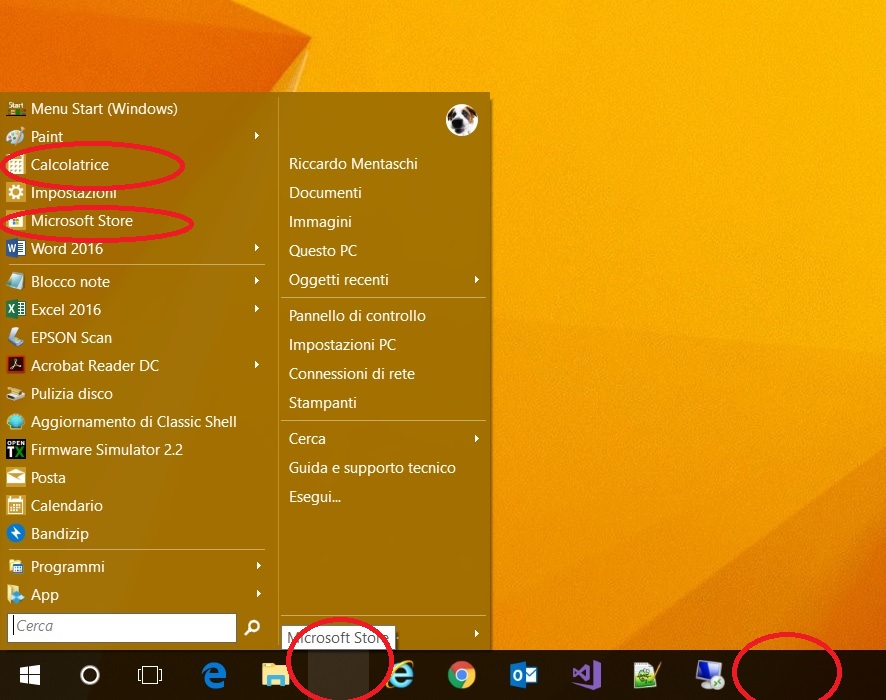 Menu Start (Windows)
Paint
Calcolatrice
Impostazioni
Microsoft Store
Word 2016
Blocco note
Excel 2016
EPSON Scan
Acrobat Reader DC
Pulizia disco
Aggiornamento di Classic Shell
Firmware Simulator 2.2
Posta
Calendario
Bandizip
Programmi
App
Cerca
Riccardo Mentaschi
Documenti
Immagini
Questo PC
Oggetti recenti
Pannello di controllo
Impostazioni PC
Connessioni di rete
Stampanti
Cerca
Guida e supporto tecnico
Esegui...
Microsoft Store